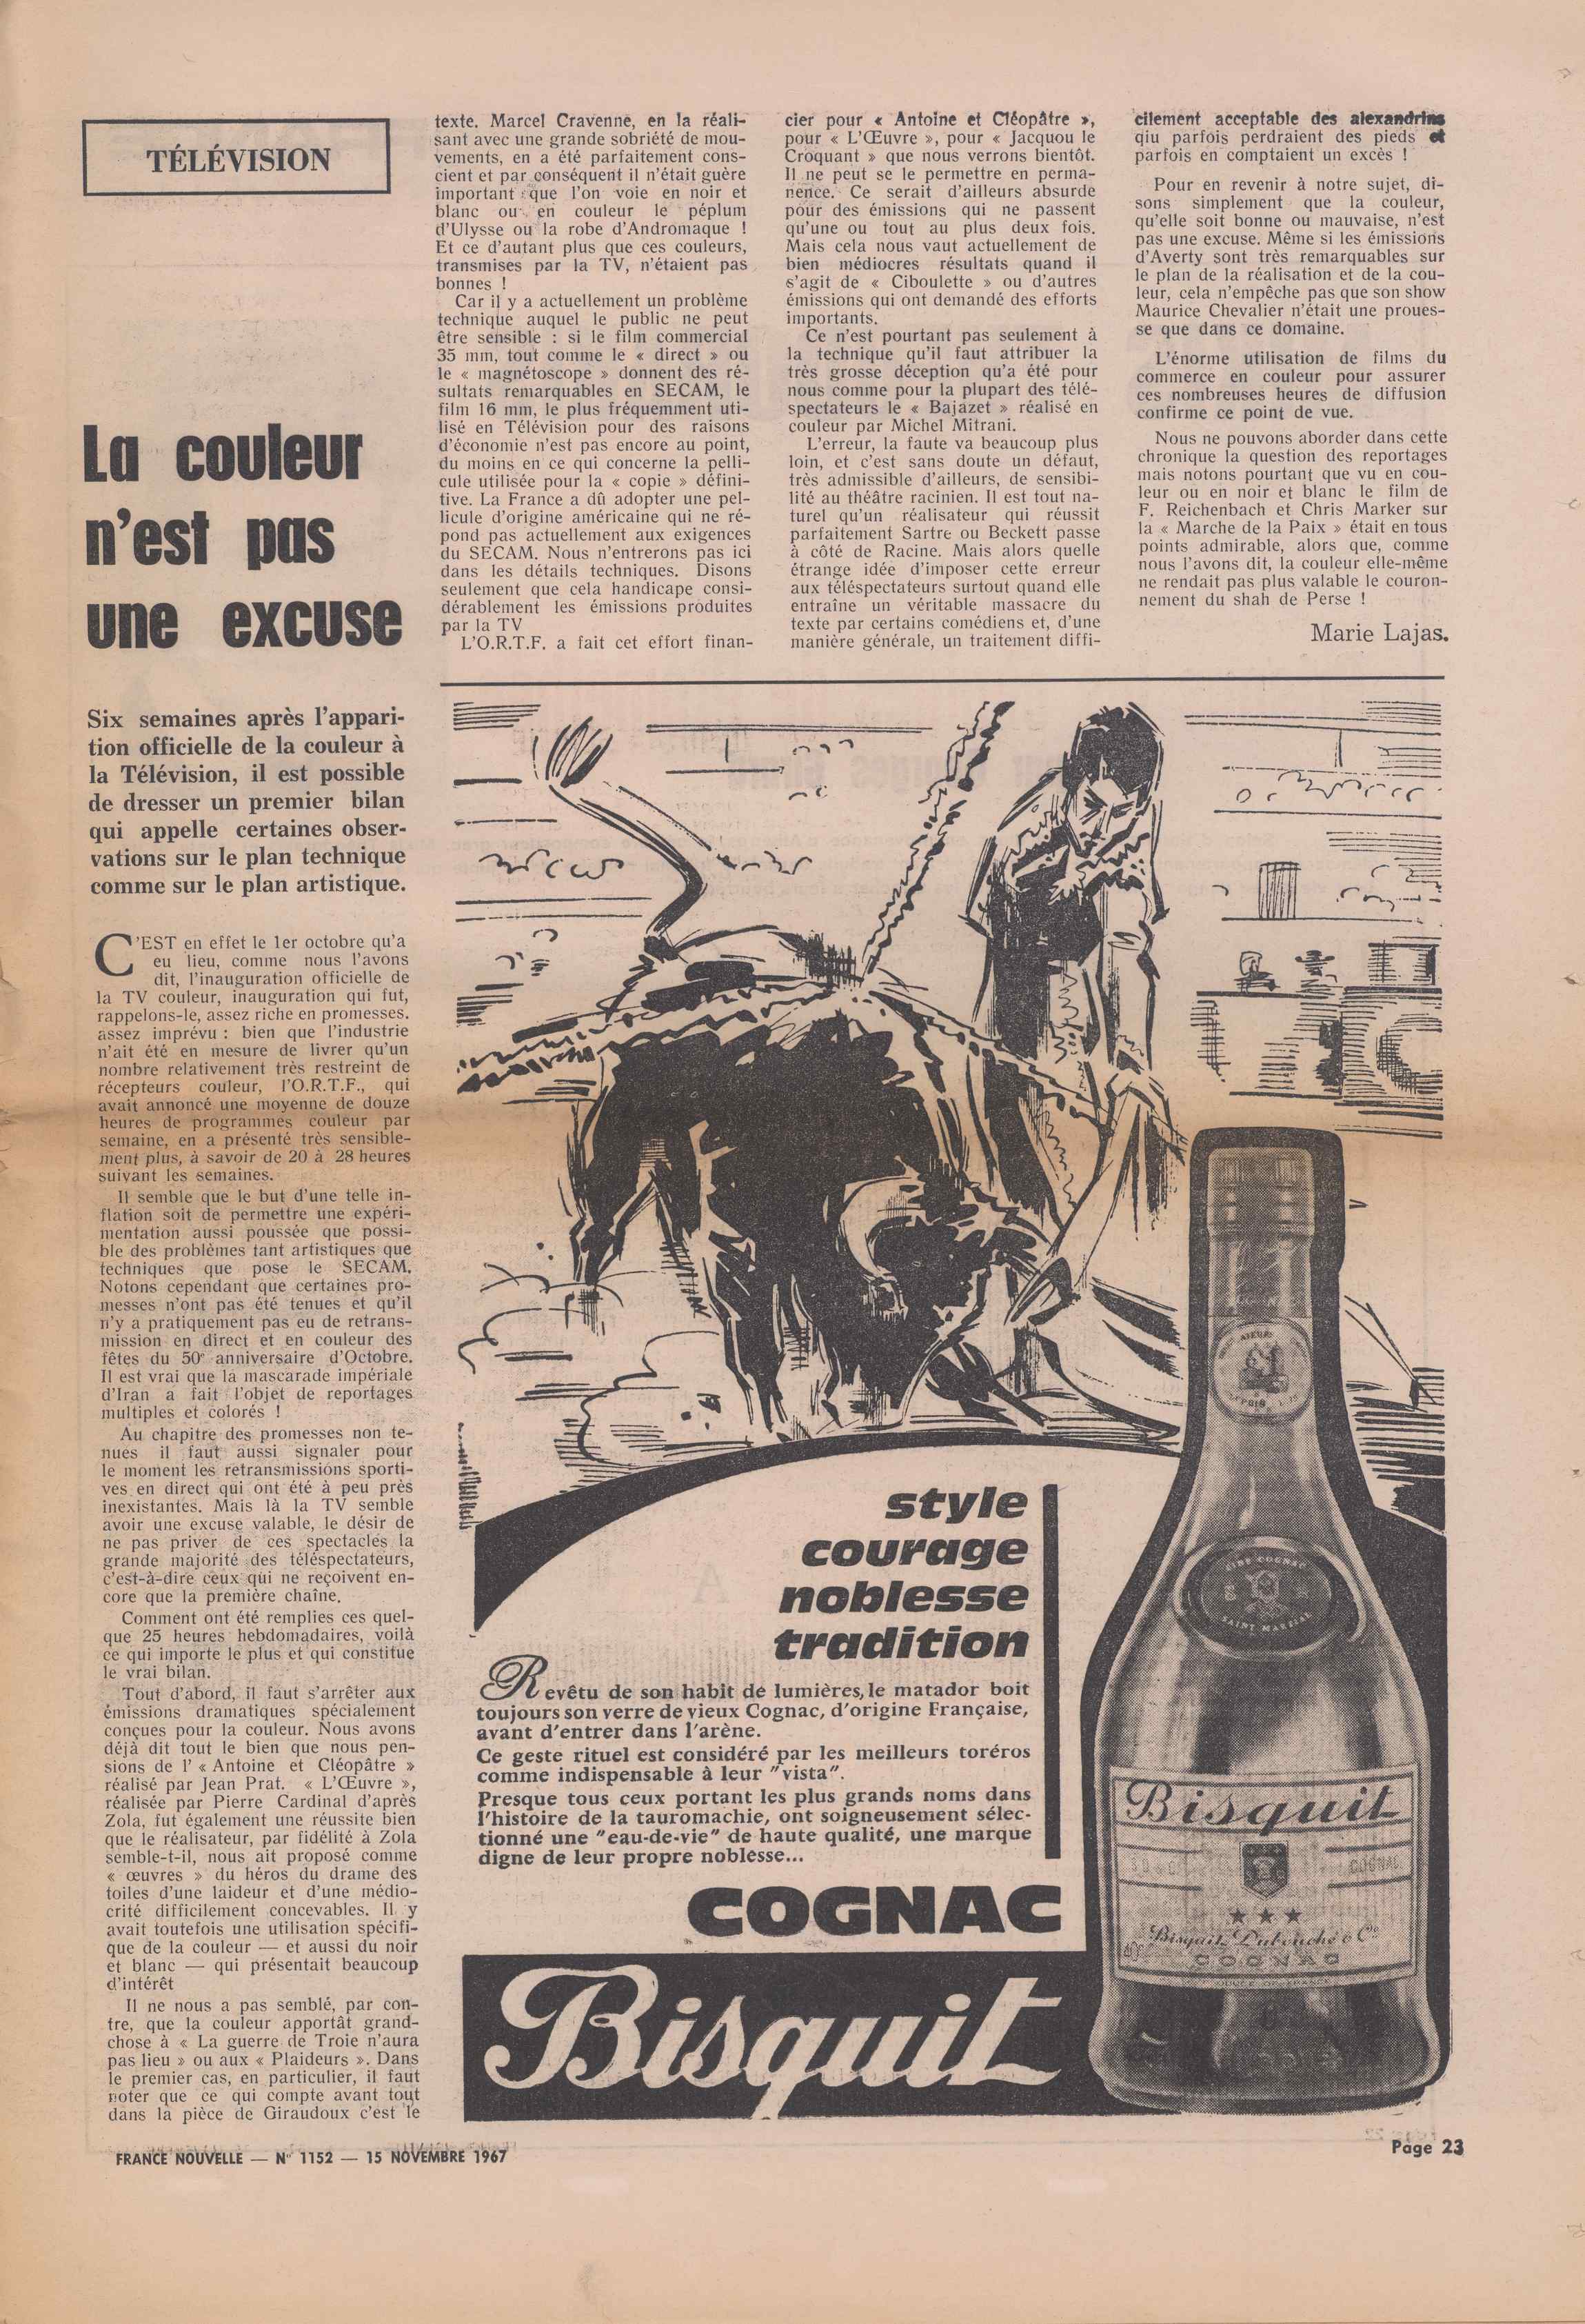 TÉLÉVISION
La couleur
n'est pas
une excuse
Six semaines après l'appari-
tion officielle de la couleur à
la Télévision, il est possible
de dresser un premier bilan
qui appelle certaines obser-
vations sur le plan technique
comme sur le plan artistique.
C'EST en effet le 1er octobre qu'a
eu lieu, comme nous l'avons
dit, l'inauguration officielle de
la TV couleur, inauguration qui fut,
rappelons-le, assez riche en promesses.
assez imprévu : bien que l'industrie
n'ait été en mesure de livrer qu'un
nombre relativement très restreint de
récepteurs couleur, l'O.R.T.F., qui
avait annoncé une moyenne de douze
heures de programmes couleur par
semaine, en a présenté très sensible-
ment plus, à savoir de 20 à 28 heures
suivant les semaines.
Il semble que le but d'une telle in-
flation soit de permettre une expéri-
mentation aussi poussée que possi-
ble des problèmes tant artistiques que
techniques que pose le SECAM.
Notons cependant que certaines pro-
messes n'ont pas été tenues et qu'il
n'y a pratiquement pas eu de retrans-
mission en direct et en couleur des
fêtes du 50e anniversaire d'Octobre.
Il est vrai que la mascarade impériale
d'Iran a fait l'objet de reportages
multiples et colorés !
Au chapitre des promesses non te-
nues il faut aussi signaler pour
le moment les retransmissions sporti-
ves en direct qui ont été à peu près
inexistantes. Mais là la TV semble
avoir une excuse valable, le désir de
ne pas priver de ces spectacles la
grande majorité des téléspectateurs,
c'est-à-dire ceux qui ne reçoivent en-
core que la première chaîne.
Comment ont été remplies ces quel-
que 25 heures hebdomadaires, voilà
ce qui importe le plus et qui constitue
le vrai bilan.
Tout d'abord, il faut s'arrêter aux
émissions dramatiques spécialement
conçues pour la couleur. Nous avons
déjà dit tout le bien que nous pen-
sions de l' « Antoine et Cléopâtre »
réalisé par Jean Prat. « L'Œuvre »,
réalisée par Pierre Cardinal d'après
Zola, fut également une réussite bien
que le réalisateur, par fidélité à Zola
semble-t-il, nous ait proposé comme
« œuvres » du héros du drame des
toiles d'une laideur et d'une médio-
crité difficilement concevables. Il y
avait toutefois une utilisation spécifi-
que de la couleur — et aussi du noir
et blanc — qui présentait beaucoup
d'intérêt
Il ne nous a pas semblé, par con-
tre, que la couleur apportât grand-
chose à « La guerre de Troie n'aura
pas lieu » ou aux « Plaideurs ». Dans
le premier cas, en particulier, il faut
noter que ce qui compte avant tout
dans la pièce de Giraudoux c'est le
texte. Marcel Cravenne, en la réali-
sant avec une grande sobriété de mou-
vements, en a été parfaitement cons-
cient et par conséquent il n'était guère
important que l'on voie en noir et
blanc ou en couleur le péplum
d'Ulysse ou la robe d'Andromaque !
Et ce d'autant plus que ces couleurs,
transmises par la TV, n'étaient pas
bonnes !
Car il y a actuellement un problème
technique auquel le public ne peut
être sensible : si le film commercial
35 mm, tout comme le « direct » ou
le « magnétoscope » donnent des ré-
sultats remarquables en SECAM, le
film 16 mm, le plus fréquemment uti-
lisé en Télévision pour des raisons
d'économie n'est pas encore au point,
du moins en ce qui concerne la pelli-
cule utilisée pour la « copie » défini-
tive. La France a dû adopter une pel-
licule d'origine américaine qui ne ré-
pond pas actuellement aux exigences
du SECAM. Nous n'entrerons pas ici
dans les détails techniques. Disons
seulement que cela handicape consi-
dérablement les émissions produites
par la TV
L'O.R.T.F. a fait cet effort finan-
cier pour « Antoine et Cléopâtre »,
pour « L'Œuvre », pour « Jacquou le
Croquant » que nous verrons bientôt.
Il ne peut se le permettre en perma-
nence. Ce serait d'ailleurs absurde
pour des émissions qui ne passent
qu'une ou tout au plus deux fois.
Mais cela nous vaut actuellement de
bien médiocres résultats quand il
s'agit de « Ciboulette » ou d'autres
émissions qui ont demandé des efforts
importants.
Ce n'est pourtant pas seulement à
la technique qu'il faut attribuer la
très grosse déception qu'a été pour
nous comme pour la plupart des télé-
spectateurs le « Bajazet » réalisé en
couleur par Michel Mitrani.
L'erreur, la faute va beaucoup plus
loin, et c'est sans doute un défaut,
très admissible d'ailleurs, de sensibi-
lité au théâtre racinien. Il est tout na-
turel qu'un réalisateur qui réussit
parfaitement Sartre ou Beckett passe
à côté de Racine. Mais alors quelle
étrange idée d'imposer cette erreur
aux téléspectateurs surtout quand elle
entraîne un véritable massacre du
texte par certains comédiens et, d'une
manière générale, un traitement diffi-
cilement acceptable des alexandrins
qiu parfois perdraient des pieds et
parfois en comptaient un excès !
Pour en revenir à notre sujet, di-
sons simplement que la couleur,
qu'elle soit bonne ou mauvaise, n'est
pas une excuse. Même si les émissions
d'Averty sont très remarquables sur
le plan de la réalisation et de la cou-
leur, cela n'empêche pas que son show
Maurice Chevalier n'était une proues-
se que dans ce domaine.
L'énorme utilisation de films du
commerce en couleur pour assurer
ces nombreuses heures de diffusion
confirme ce point de vue.
Nous ne pouvons aborder dans cette
chronique la question des reportages
mais notons pourtant que vu en cou-
leur ou en noir et blanc le film de
F. Reichenbach et Chris Marker sur
la « Marche de la Paix » était en tous
points admirable, alors que, comme
nous l'avons dit, la couleur elle-même
ne rendait pas plus valable le couron-
nement du shah de Perse !
Marie Lajas.
style
courage
noblesse
tradition
Revêtu de son habit de lumières, le matador boit
toujours son verre de vieux Cognac, d'origine Française,
avant d'entrer dans l'arène.
Ce geste rituel est considéré par les meilleurs toréros
comme indispensable à leur "vista".
Presque tous ceux portant les plus grands noms dans
l'histoire de la tauromachie, ont soigneusement sélec-
tionné une "eau-de-vie" de haute qualité, une marque
digne de leur propre noblesse...
COGNAC
Bisquit
FINE COGNAC
SAINT MARTIAL
Bisquit
COGNAC
Bisquit Dubouché & Co
COGNAC
FRANCE NOUVELLE — N° 1152 — 15 NOVEMBRE 1967
Page 23